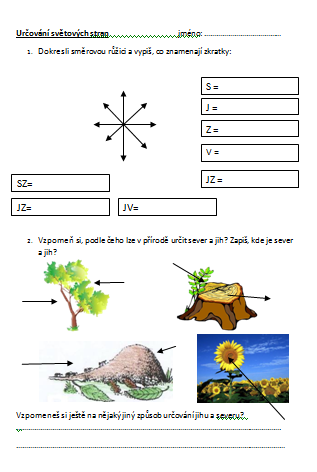 Určování světových stran..............................jméno: ..........................................
1. Dokresli směrovou růžici a vypiš, co znamenají zkratky:
S =
J =
Z =
V =
JZ =
SZ=
JZ=
JV=
2. Vzpomeň si, podle čeho lze v přírodě určit sever a jih? Zapiš, kde je sever
a jih?
Vzpomeneš si ještě na nějaký jiný způsob určování jihu a severu?